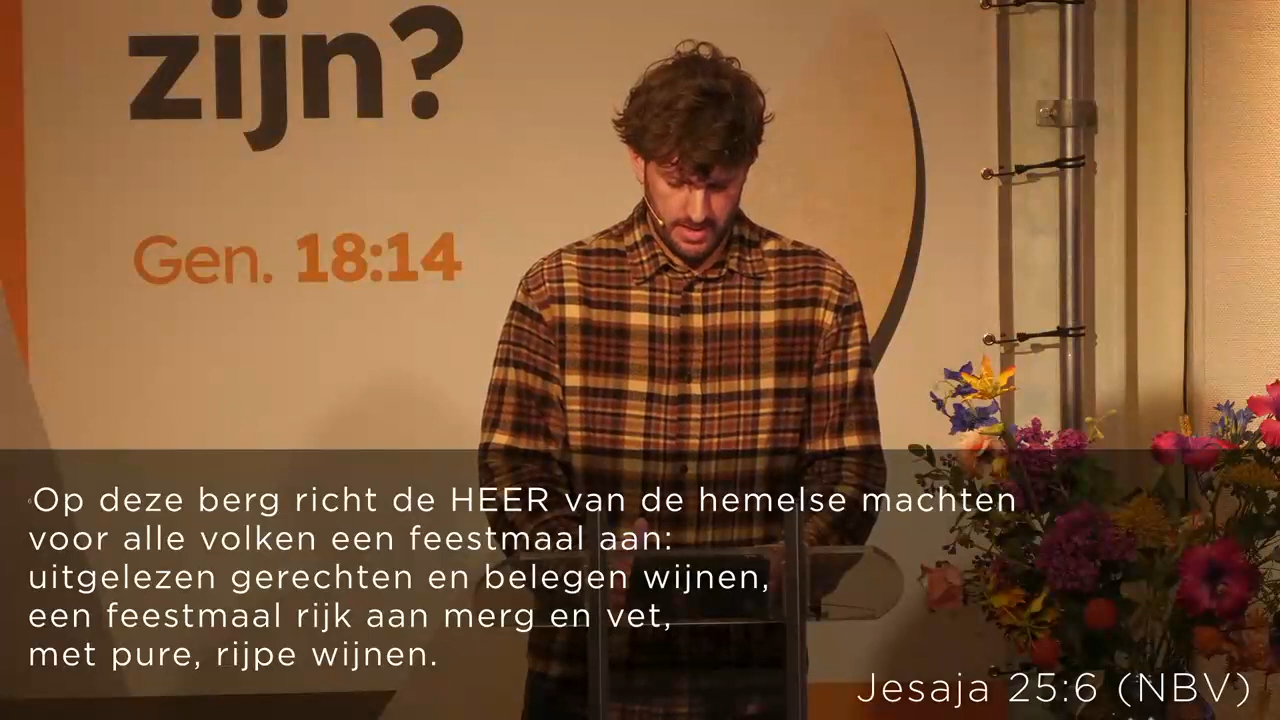 zijn?
Gen. 18:14
Op deze berg richt de HEER van de hemelse machten
voor alle volken een feestmaal aan:
uitgelezen gerechten en belegen wijnen,
een feestmaal rijk aan merg en vet,
met pure, rijpe wijnen.
Jesaja 25:6 (NBV)